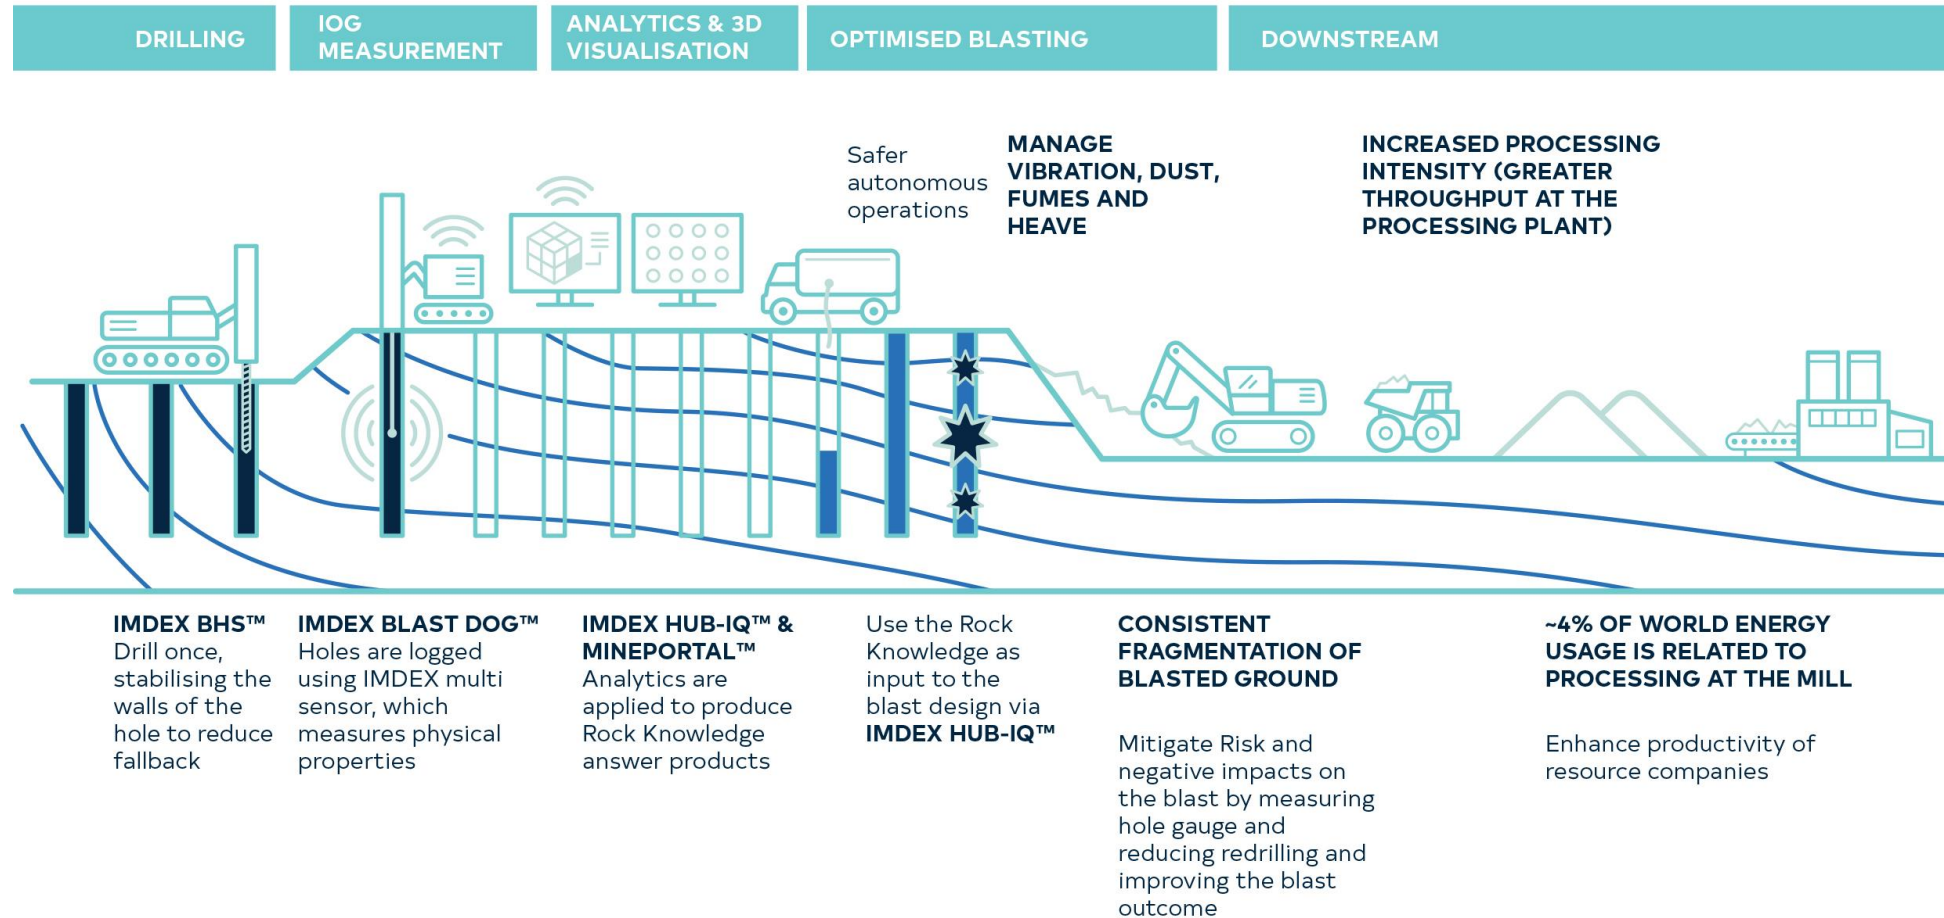 DRILLING
IOG
MEASUREMENT
ANALYTICS & 3D
VISUALISATION
OPTIMISED BLASTING
DOWNSTREAM
Safer
autonomous
operations
MANAGE
VIBRATION, DUST,
FUMES AND
HEAVE
INCREASED PROCESSING
INTENSITY (GREATER
THROUGHPUT AT THE
PROCESSING PLANT)
IMDEX BHS™
Drill once,
stabilising the
walls of the
hole to reduce
fallback
IMDEX BLAST DOG™
Holes are logged
using IMDEX multi
sensor, which
measures physical
properties
IMDEX HUB-IQ™ &
MINEPORTAL™
Analytics are
applied to produce
Rock Knowledge
answer products
Use the Rock
Knowledge as
input to the
blast design via
IMDEX HUB-IQ™
CONSISTENT
FRAGMENTATION OF
BLASTED GROUND
Mitigate Risk and
negative impacts on
the blast by measuring
hole gauge and
reducing redrilling and
improving the blast
outcome
~4% OF WORLD ENERGY
USAGE IS RELATED TO
PROCESSING AT THE MILL
Enhance productivity of
resource companies